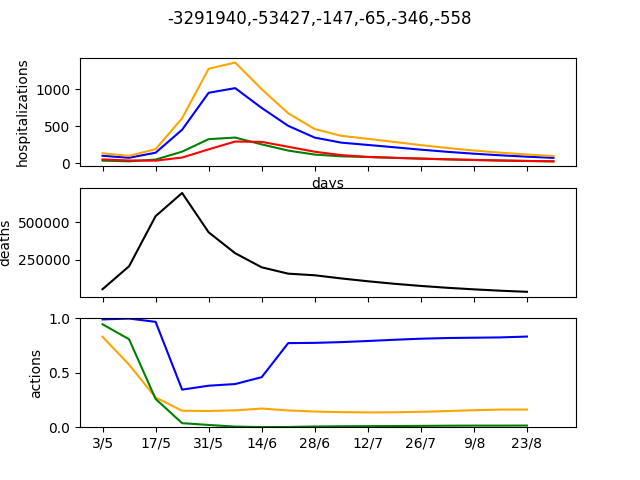 -3291940,-53427,-147,-65,-346,-558
hospitalizations
1000
500
0
days
deaths
500000
250000
actions
1.0
0.5
0.0
3/5 17/5 31/5 14/6 28/6 12/7 26/7 9/8 23/8